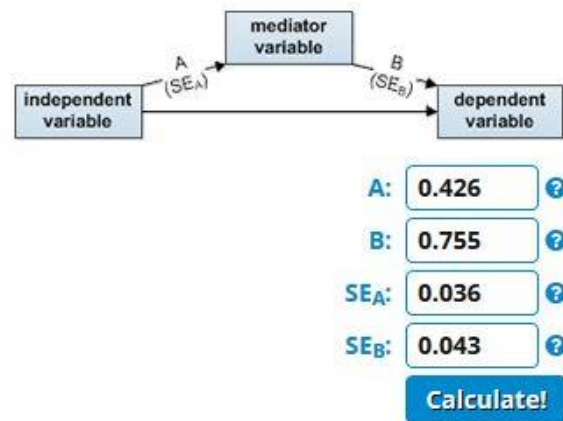 mediator
variable
A
(SEA)
B
(SEB)
independent
variable
dependent
variable
A: 0.426 ?
B: 0.755 ?
SEA: 0.036 ?
SEB: 0.043 ?
Calculate!